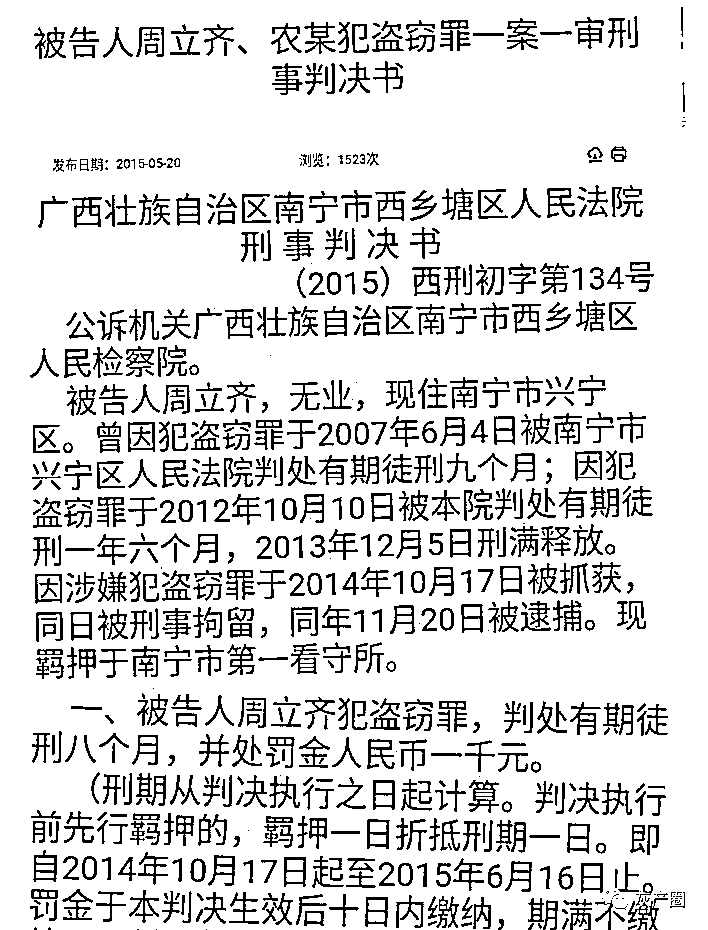 被告人周立齐、农某犯盗窃罪一案一审刑
事判决书
发布日期：2015-05-20 浏览：1523次
广西壮族自治区南宁市西乡塘区人民法院
刑 事 判 决 书
（2015）西刑初字第134号
公诉机关广西壮族自治区南宁市西乡塘区
人民检察院。
被告人周立齐，无业，现住南宁市兴宁
区。曾因犯盗窃罪于2007年6月4日被南宁市
兴宁区人民法院判处有期徒刑九个月；因犯
盗窃罪于2012年10月10日被本院判处有期徒
刑一年六个月，2013年12月5日刑满释放。
因涉嫌犯盗窃罪于2014年10月17日被抓获，
同日被刑事拘留，同年11月20日被逮捕。现
羁押于南宁市第一看守所。
一、被告人周立齐犯盗窃罪，判处有期徒
刑八个月，并处罚金人民币一千元。
（刑期从判决执行之日起计算。判决执行
前先行羁押的，羁押一日折抵刑期一日。即
自2014年10月17日起至2015年6月16日止。
罚金于本判决生效后十日内缴纳，期满不缴
灰产圈